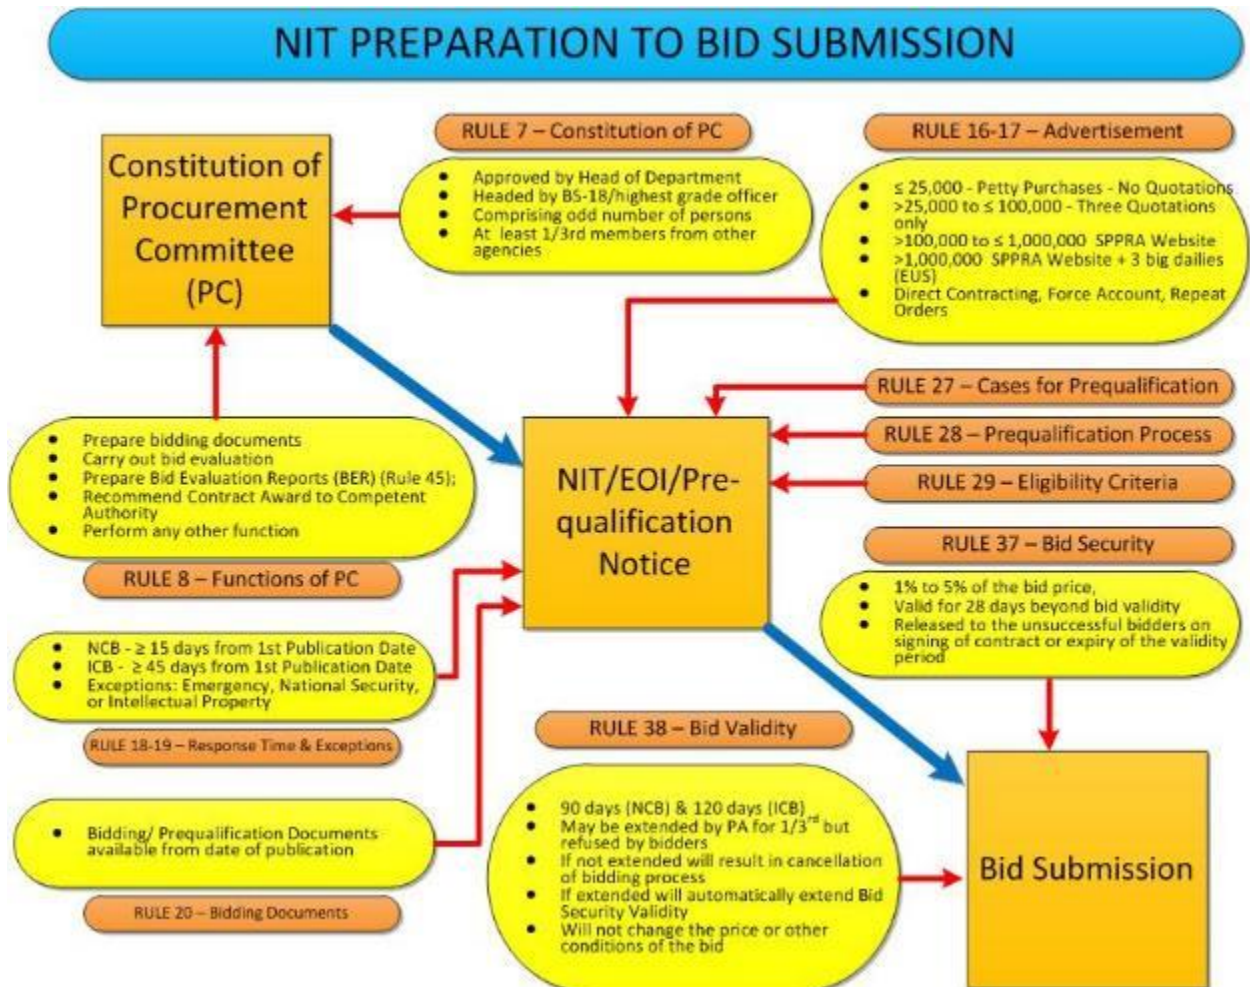 NIT PREPARATION TO BID SUBMISSION
Constitution of
Procurement
Committee
(PC)
RULE 7 – Constitution of PC
• Approved by Head of Department
• Headed by BS-18/highest grade officer
• Comprising odd number of persons
• At least 1/3rd members from other
agencies
RULE 16-17 – Advertisement
• ≤ 25,000 - Petty Purchases - No Quotations
• >25,000 to ≤ 100,000 - Three Quotations
only
• >100,000 to ≤ 1,000,000 SPPRA Website
• >1,000,000 SPPRA Website + 3 big dailies
(EUS)
• Direct Contracting, Force Account, Repeat
Orders
RULE 27 – Cases for Prequalification
RULE 28 – Prequalification Process
RULE 29 – Eligibility Criteria
• Prepare bidding documents
• Carry out bid evaluation
• Prepare Bid Evaluation Reports (BER) (Rule 45);
• Recommend Contract Award to Competent
Authority
• Perform any other function
RULE 8 – Functions of PC
NIT/EOI/Pre-
qualification
Notice
RULE 37 – Bid Security
• 1% to 5% of the bid price,
• Valid for 28 days beyond bid validity
• Released to the unsuccessful bidders on
signing of contract or expiry of the validity
period
• NCB - ≥ 15 days from 1st Publication Date
• ICB - ≥ 45 days from 1st Publication Date
• Exceptions: Emergency, National Security,
or Intellectual Property
RULE 18-19 – Response Time & Exceptions
• Bidding/ Prequalification Documents
available from date of publication
RULE 20 – Bidding Documents
RULE 38 – Bid Validity
• 90 days (NCB) & 120 days (ICB)
• May be extended by PA for 1/3rd but
refused by bidders
• If not extended will result in cancellation
of bidding process
• If extended will automatically extend Bid
Security Validity
• Will not change the price or other
conditions of the bid
Bid Submission